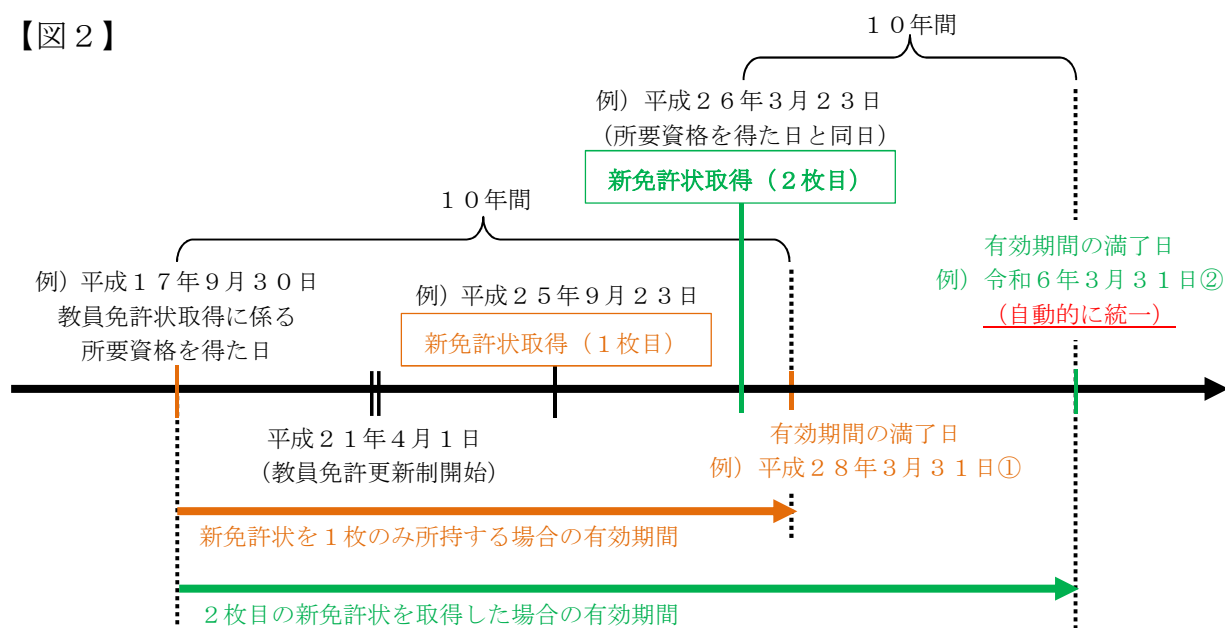 【図２】
１０年間
例）平成２６年３月２３日
（所要資格を得た日と同日）
新免許状取得（２枚目）
１０年間
有効期間の満了日
例）令和６年３月３１日②
（自動的に統一）
例）平成１７年９月３０日
教員免許状取得に係る
所要資格を得た日
例）平成２５年９月２３日
新免許状取得（１枚目）
平成２１年４月１日
（教員免許更新制開始）
有効期間の満了日
例）平成２８年３月３１日①
新免許状を１枚のみ所持する場合の有効期間
２枚目の新免許状を取得した場合の有効期間